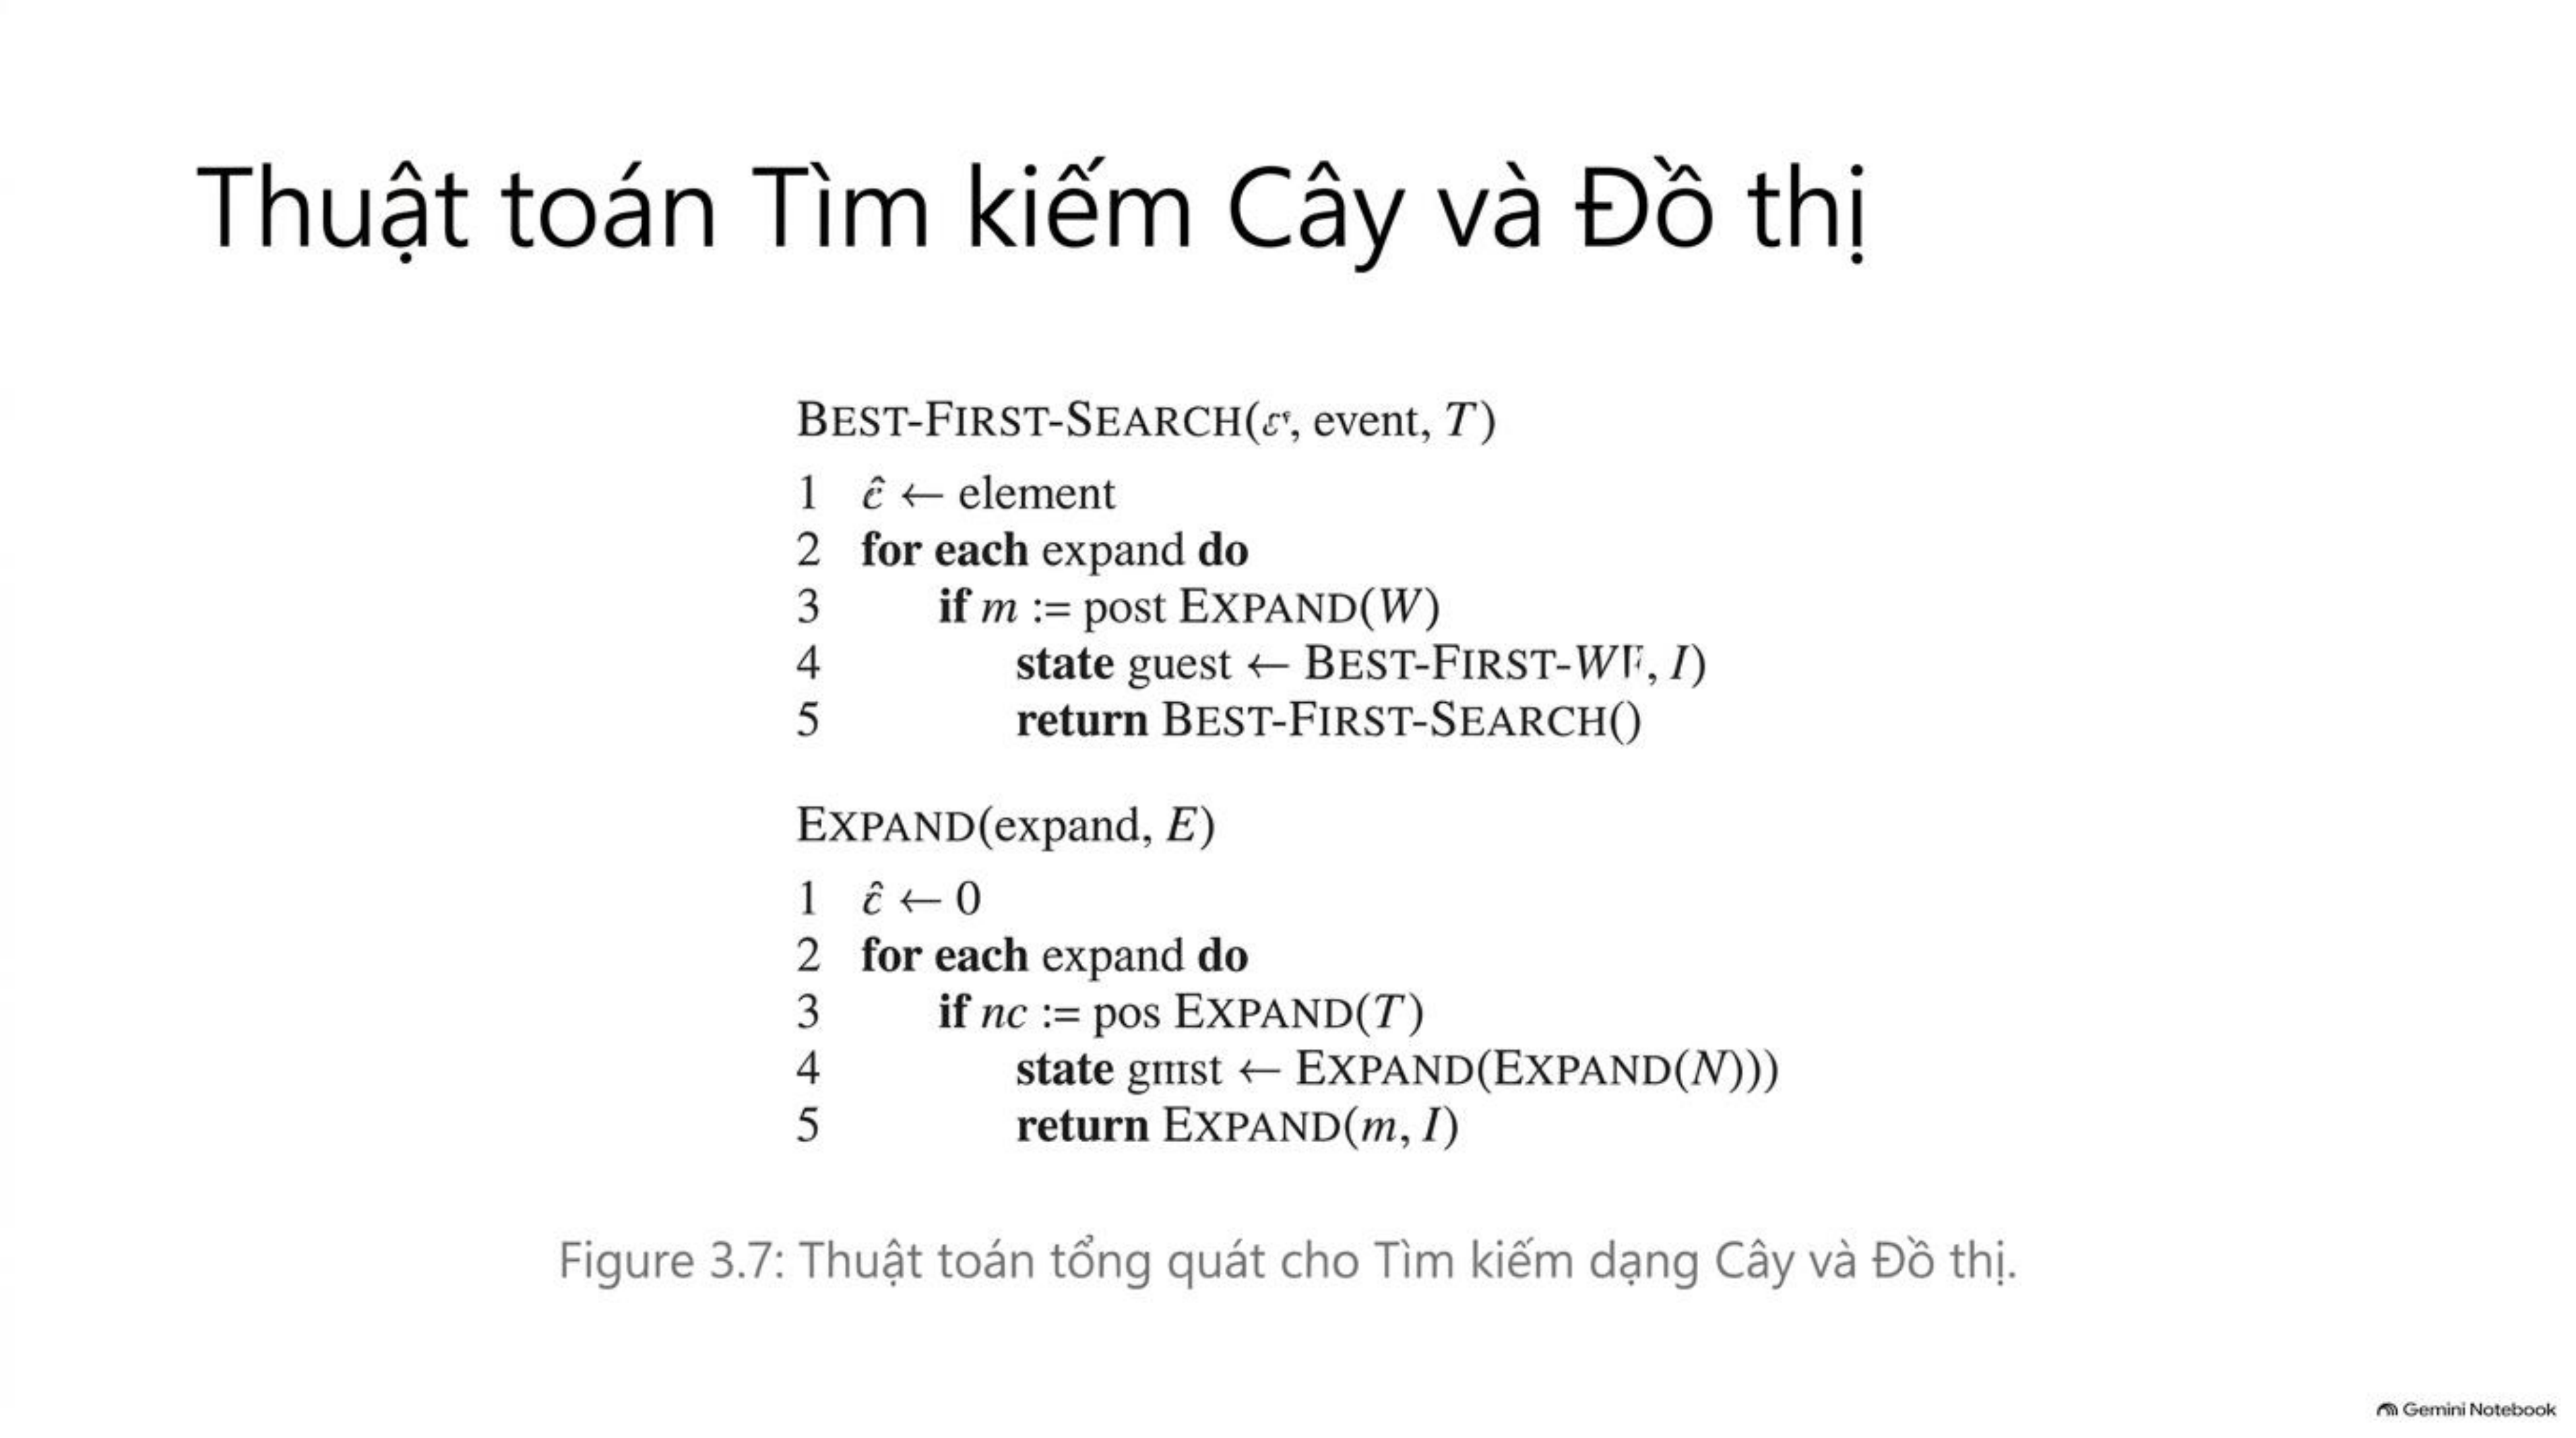 Thuật toán Tìm kiếm Cây và Đồ thị
BEST-FIRST-SEARCH( , event, T)
1 ĉ ← element
2 for each expand do
3 if m := post EXPAND(W)
4 state guest ← BEST-FIRST-W , I)
5 return BEST-FIRST-SEARCH()
EXPAND(expand, E)
1 ĉ ← 0
2 for each expand do
3 if nc := pos EXPAND(T)
4 state ← EXPAND(EXPAND(N)))
5 return EXPAND(m, I)
Figure 3.7: Thuật toán tổng quát cho Tìm kiếm dạng Cây và Đồ thị.
Gemini Notebook